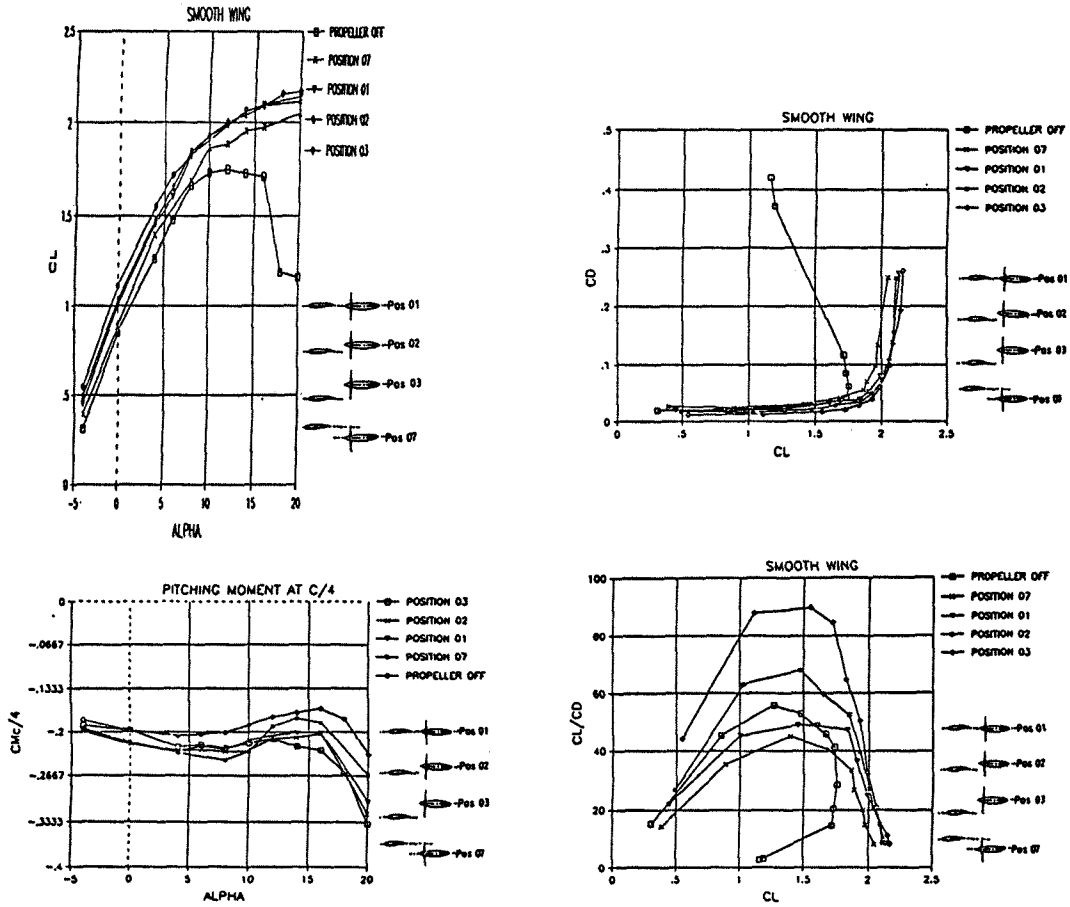 SMOOTH WING
PROPELLER OFF
POSITION 07
POSITION 01
POSITION 02
POSITION 03
2.5
2
1.5
1
.5
0
CL
-5
0
5
10
15
20
ALPHA
Pos 01
Pos 02
Pos 03
Pos 07
SMOOTH WING
PROPELLER OFF
POSITION 07
POSITION 01
POSITION 02
POSITION 03
.5
.4
.3
.2
.1
0
CD
0
.5
1
1.5
2
2.5
CL
Pos 01
Pos 02
Pos 03
Pos
PITCHING MOMENT AT C/4
POSITION 03
POSITION 02
POSITION 01
POSITION 07
PROPELLER OFF
0
-.0667
-.1333
-.2
-.2667
-.3333
-.4
CMc/4
-5
0
5
10
15
20
ALPHA
Pos 01
Pos 02
Pos 03
Pos 07
SMOOTH WING
PROPELLER OFF
POSITION 07
POSITION 01
POSITION 02
POSITION 03
100
80
60
40
20
0
CL/CD
0
.5
1
1.5
2
2.5
CL
Pos 01
Pos 02
Pos 03
Pos 07